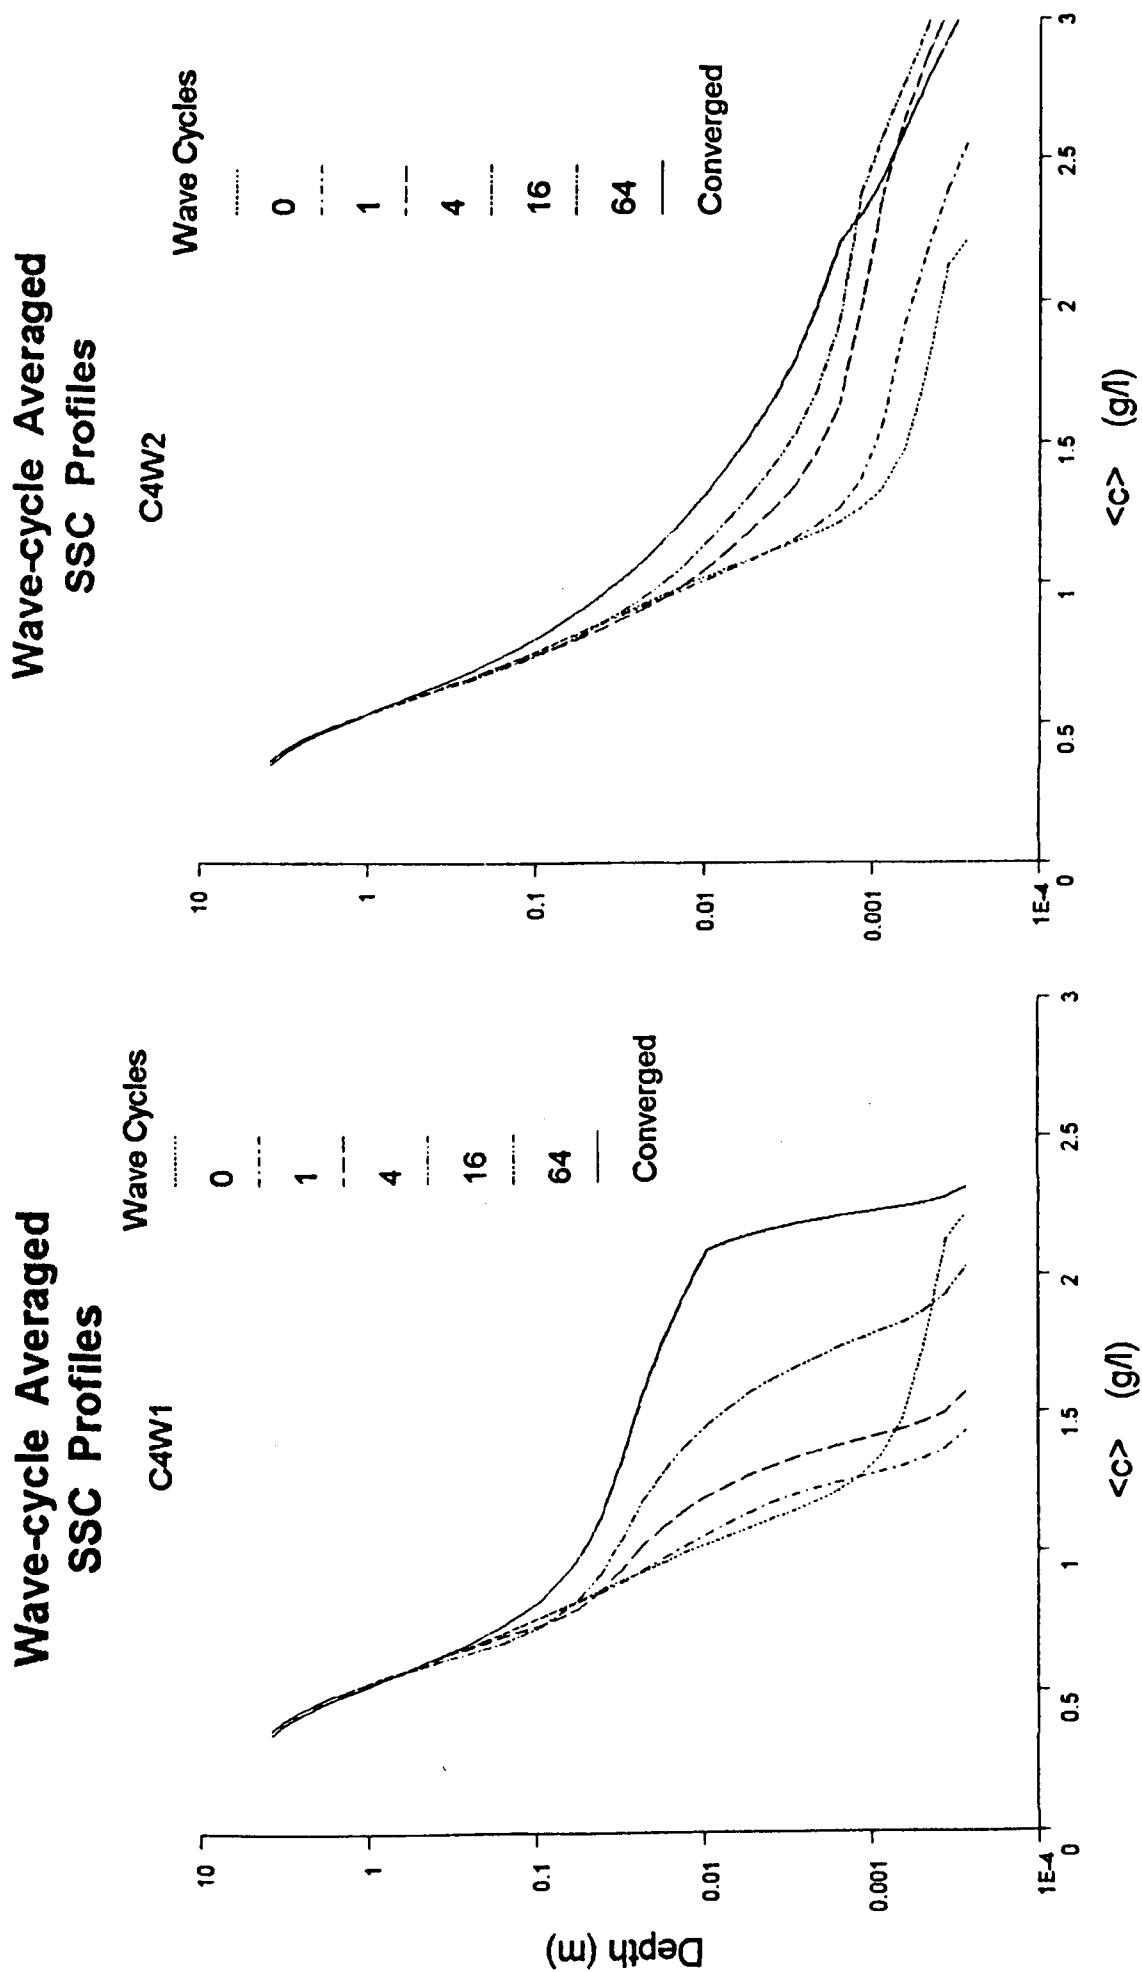 Wave-cycle Averaged
SSC Profiles
C4W1
Wave Cycles
0
1
4
16
64
Converged
10
1
0.1
0.01
0.001
1E-4
Depth (m)
0
0.5
1
1.5
2
2.5
3
<c> (g/l)
Wave-cycle Averaged
SSC Profiles
C4W2
Wave Cycles
0
1
4
16
64
Converged
10
1
0.1
0.01
0.001
1E-4
0
0.5
1
1.5
2
2.5
3
<c> (g/l)